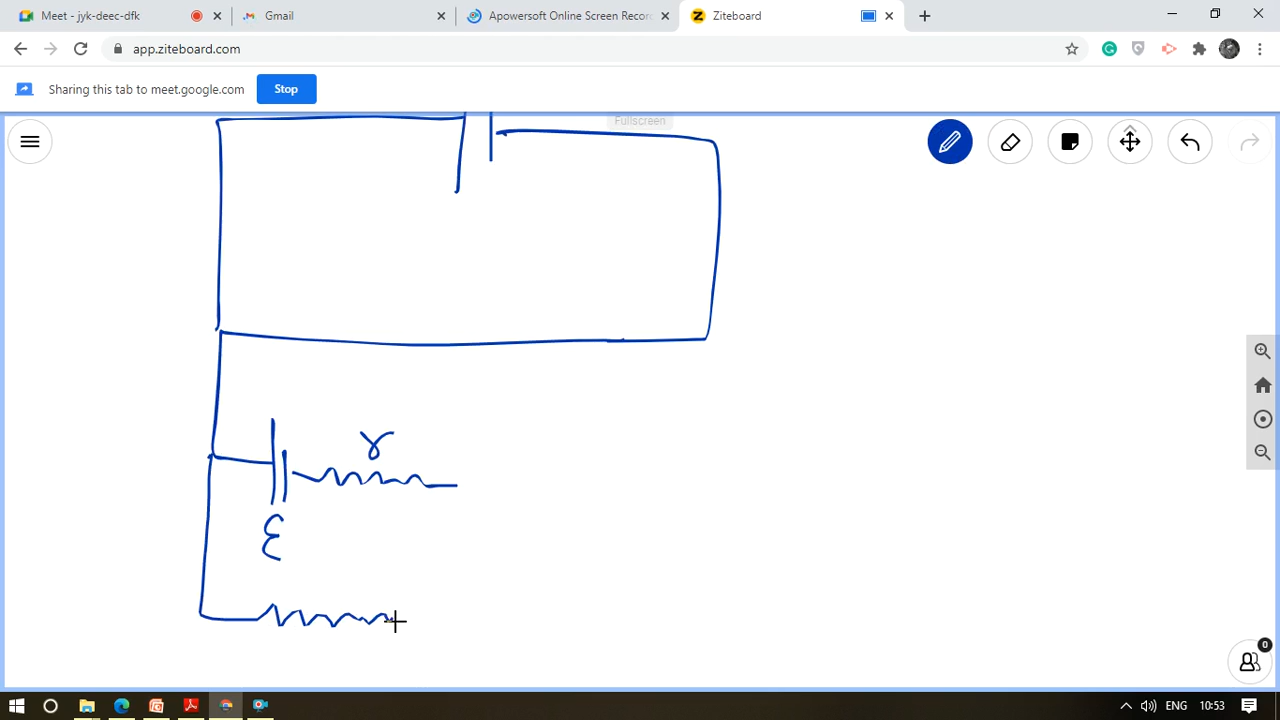 Meet - jyk-deec-dfk
Gmail
Apowersoft Online Screen Recor
Ziteboard
app.ziteboard.com
Sharing this tab to meet.google.com
Stop
Fullscreen
r
ε
0
ENG
10:53